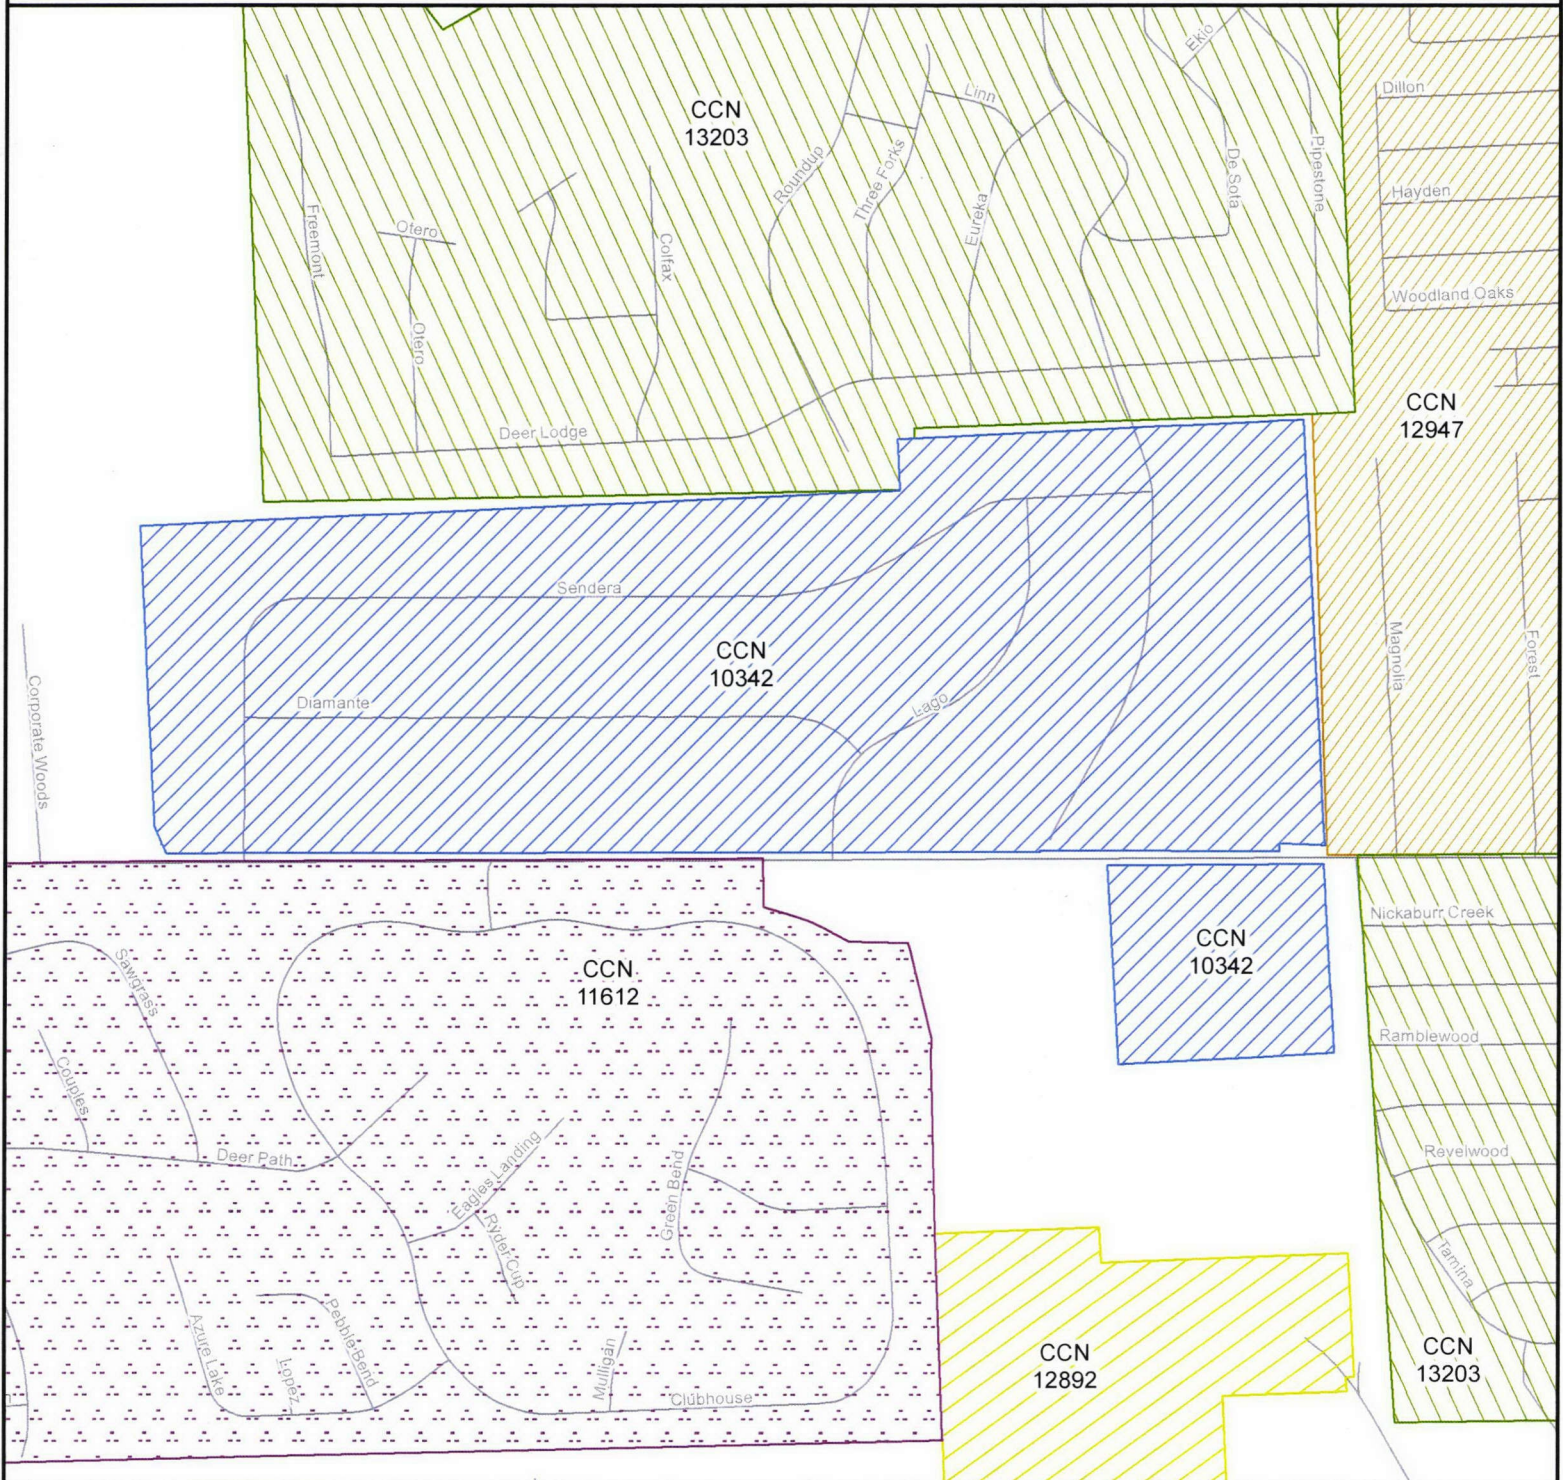 Ekio
Dillon
Linn
CCN
13203
Roundup
Three Forks
De Sota
Pipestone
Hayden
Freemont
Otero
Colfax
Eureka
Woodland Oaks
Otero
Deer Lodge
CCN
12947
Sendera
CCN
10342
Magnolia
Forest
Diamante
Lago
Corporate Woods
Nickaburr Creek
CCN
10342
CCN
11612
Sawgrass
Ramblewood
Couples
Deer Path
Eagles Landing
Green Bend
Revelwood
Ryder Cup
Tamina
Azure Lake
Pebble Bend
Lopez
Mulligan
Clubhouse
CCN
12892
CCN
13203